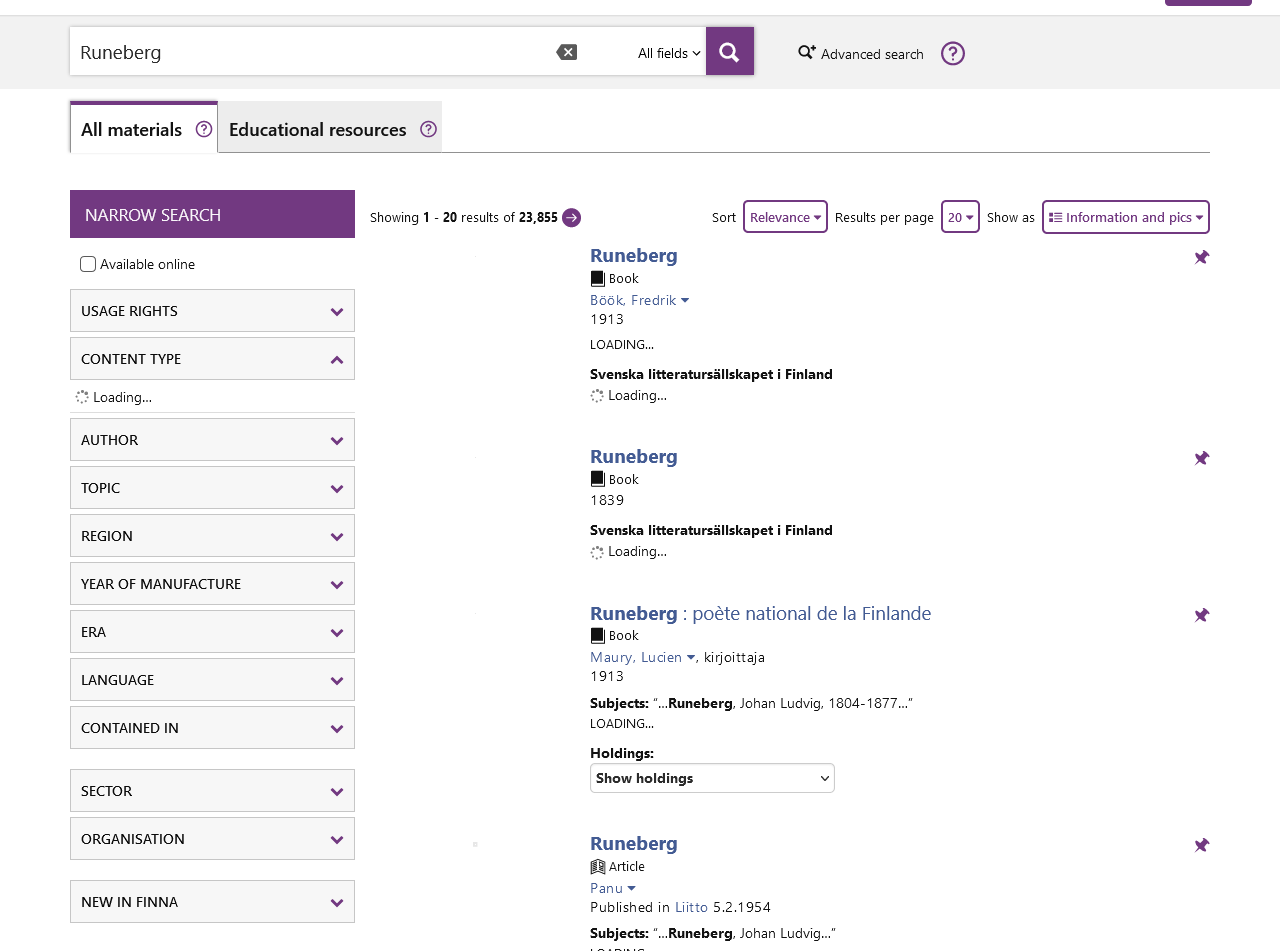 Runeberg
All fields
Advanced search
All materials
Educational resources
NARROW SEARCH
Showing 1 - 20 results of 23,855
Sort Relevance Results per page 20 Show as Information and pics
Available online
USAGE RIGHTS
CONTENT TYPE
Loading...
AUTHOR
TOPIC
REGION
YEAR OF MANUFACTURE
ERA
LANGUAGE
CONTAINED IN
SECTOR
ORGANISATION
NEW IN FINNA
Runeberg
Book
Böök, Fredrik
1913
LOADING...
Svenska litteratursällskapet i Finland
Loading...
Runeberg
Book
1839
Svenska litteratursällskapet i Finland
Loading...
Runeberg : poète national de la Finlande
Book
Maury, Lucien , kirjoittaja
1913
Subjects: “...Runeberg, Johan Ludvig, 1804-1877...”
LOADING...
Holdings:
Show holdings
Runeberg
Article
Panu
Published in Liitto 5.2.1954
Subjects: “...Runeberg, Johan Ludvig...”
LOADING...